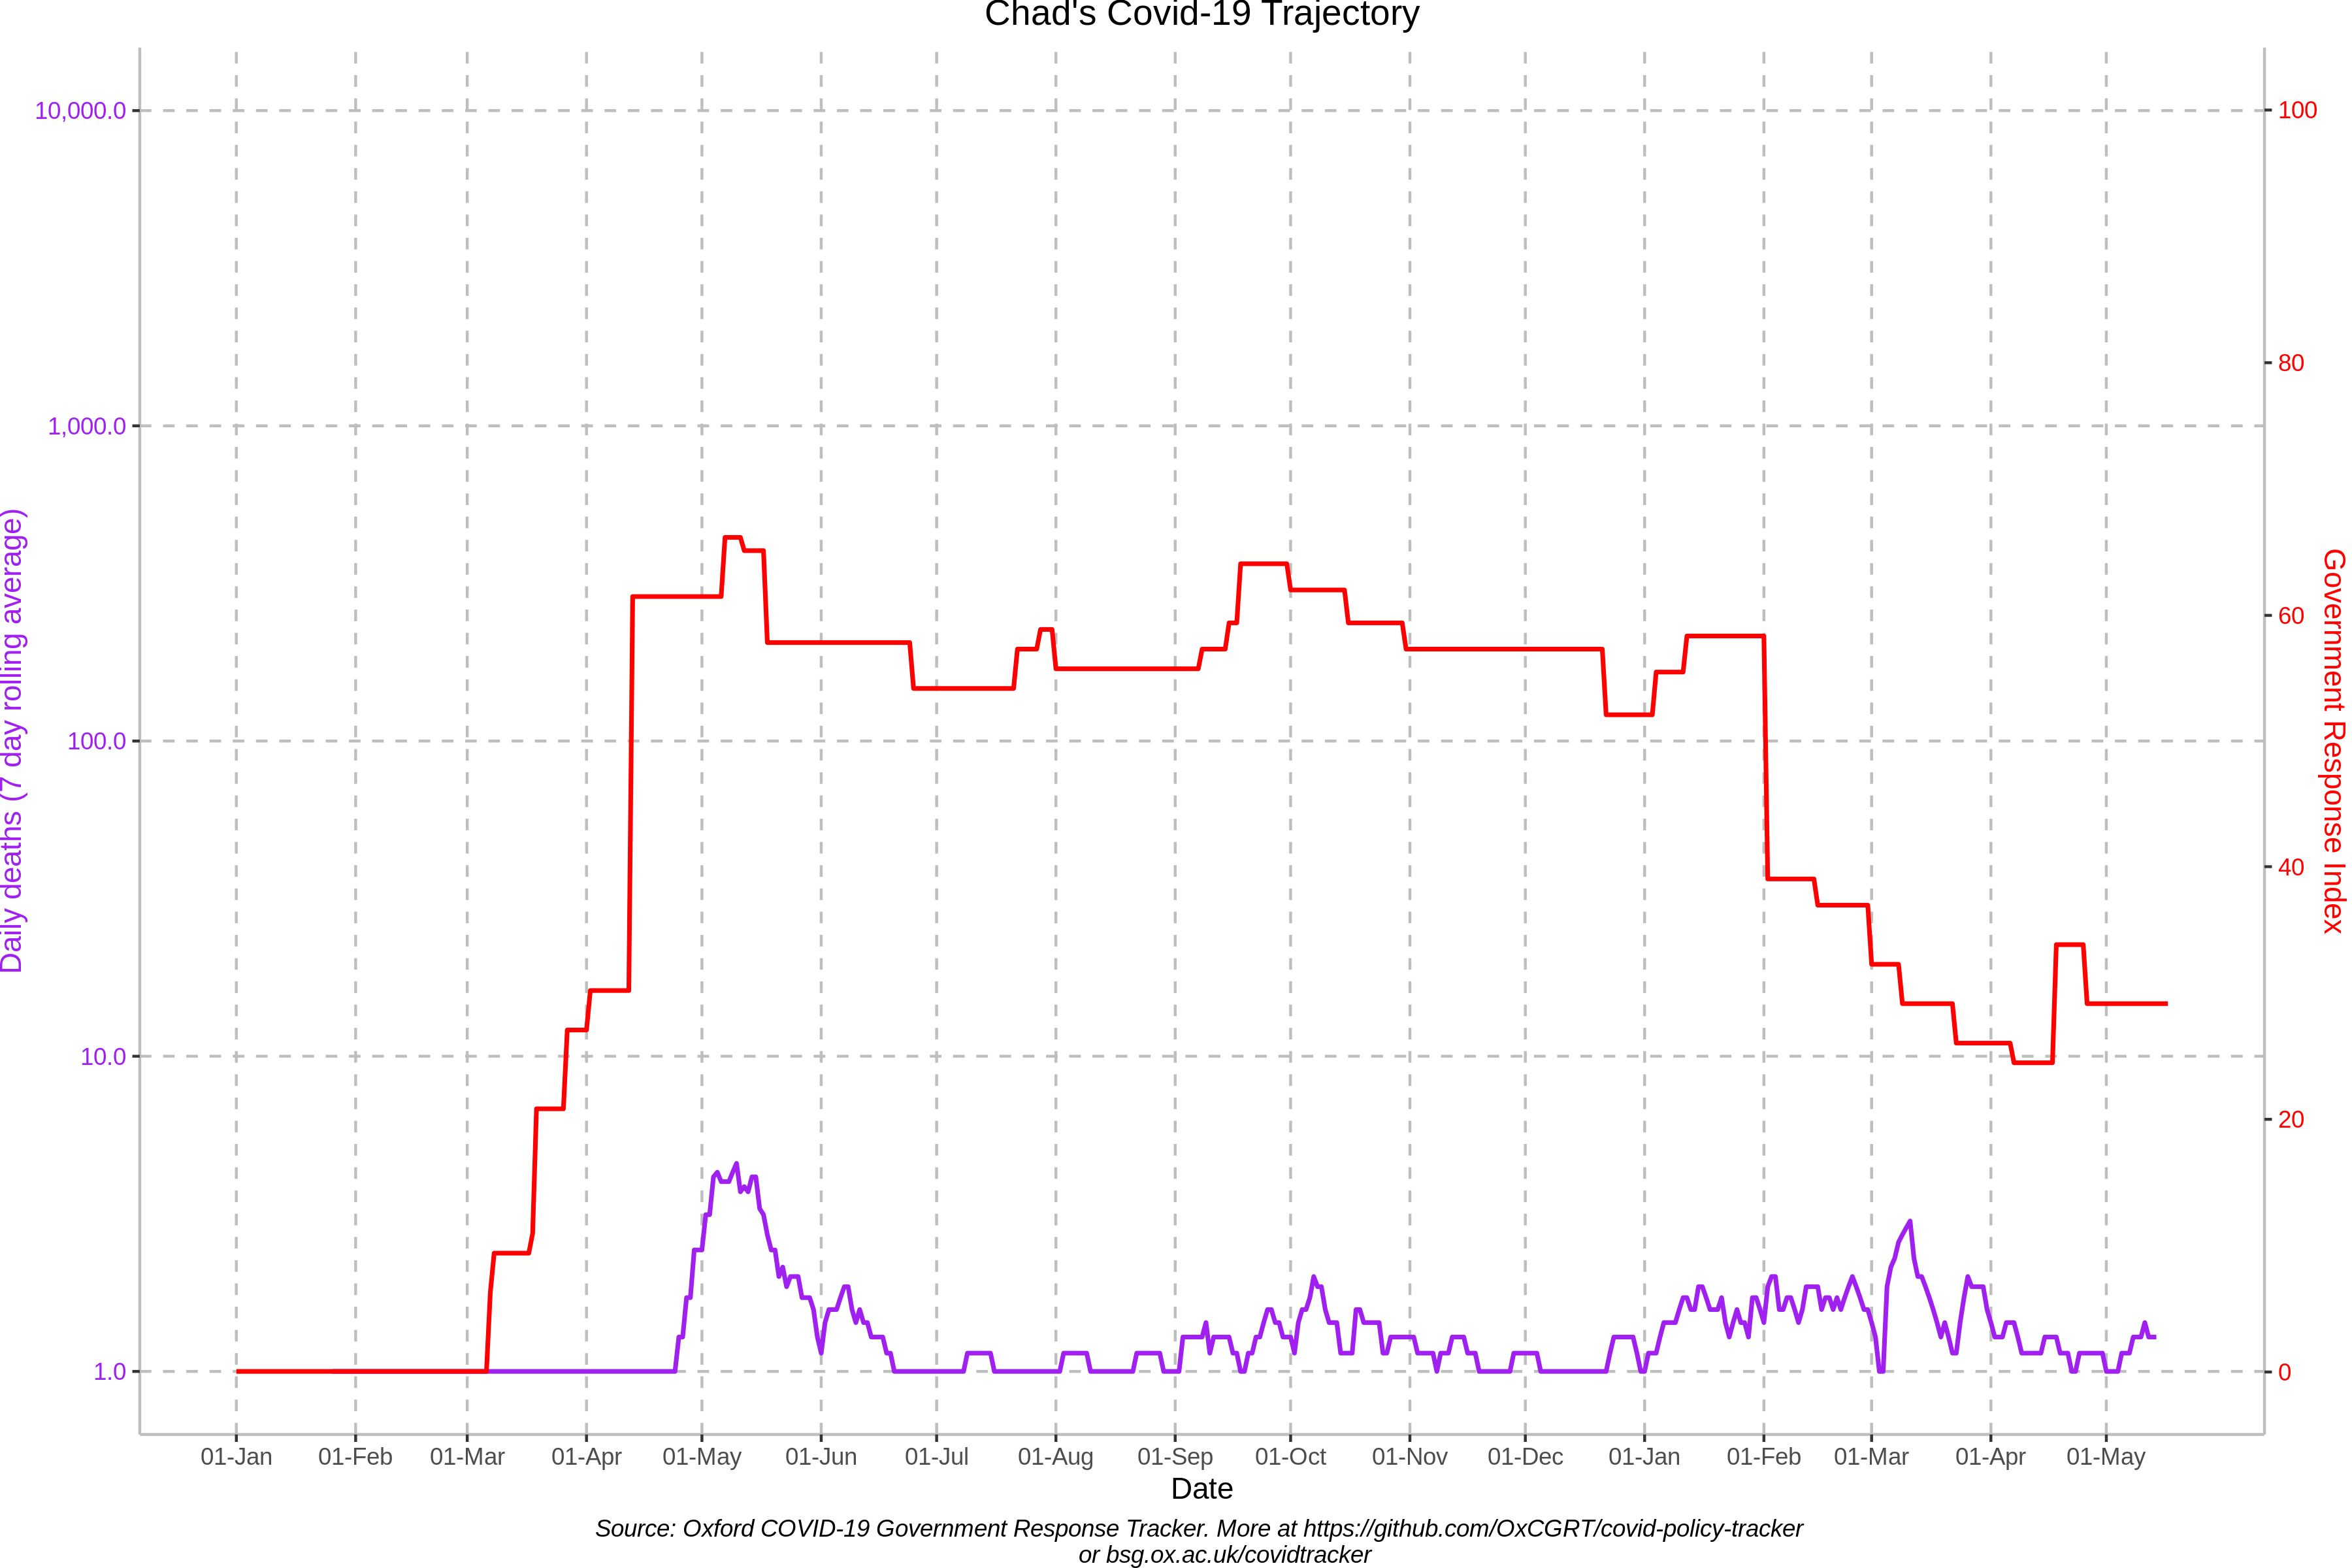 Chad's Covid-19 Trajectory
10,000.0
1,000.0
100.0
10.0
1.0
Daily deaths (7 day rolling average)
100
80
60
40
20
0
Government Response Index
01-Jan 01-Feb 01-Mar 01-Apr 01-May 01-Jun 01-Jul 01-Aug 01-Sep 01-Oct 01-Nov 01-Dec 01-Jan 01-Feb 01-Mar 01-Apr 01-May
Date
Source: Oxford COVID-19 Government Response Tracker. More at https://github.com/OxCGRT/covid-policy-tracker
or bsg.ox.ac.uk/covidtracker